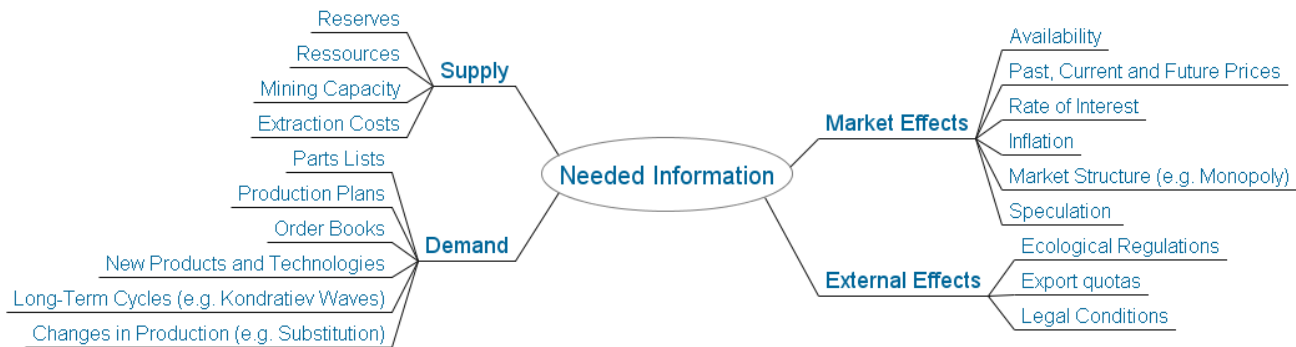 Reserves
Ressources
Mining Capacity
Extraction Costs
Supply
Parts Lists
Production Plans
Order Books
New Products and Technologies
Long-Term Cycles (e.g. Kondratiev Waves)
Changes in Production (e.g. Substitution)
Demand
Needed Information
Market Effects
Availability
Past, Current and Future Prices
Rate of Interest
Inflation
Market Structure (e.g. Monopoly)
Speculation
External Effects
Ecological Regulations
Export quotas
Legal Conditions